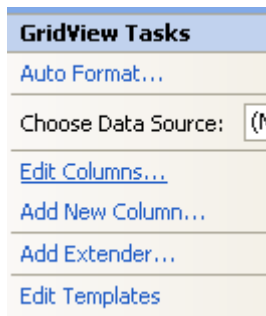 GridView Tasks
Auto Format...
Choose Data Source:
Edit Columns...
Add New Column...
Add Extender...
Edit Templates